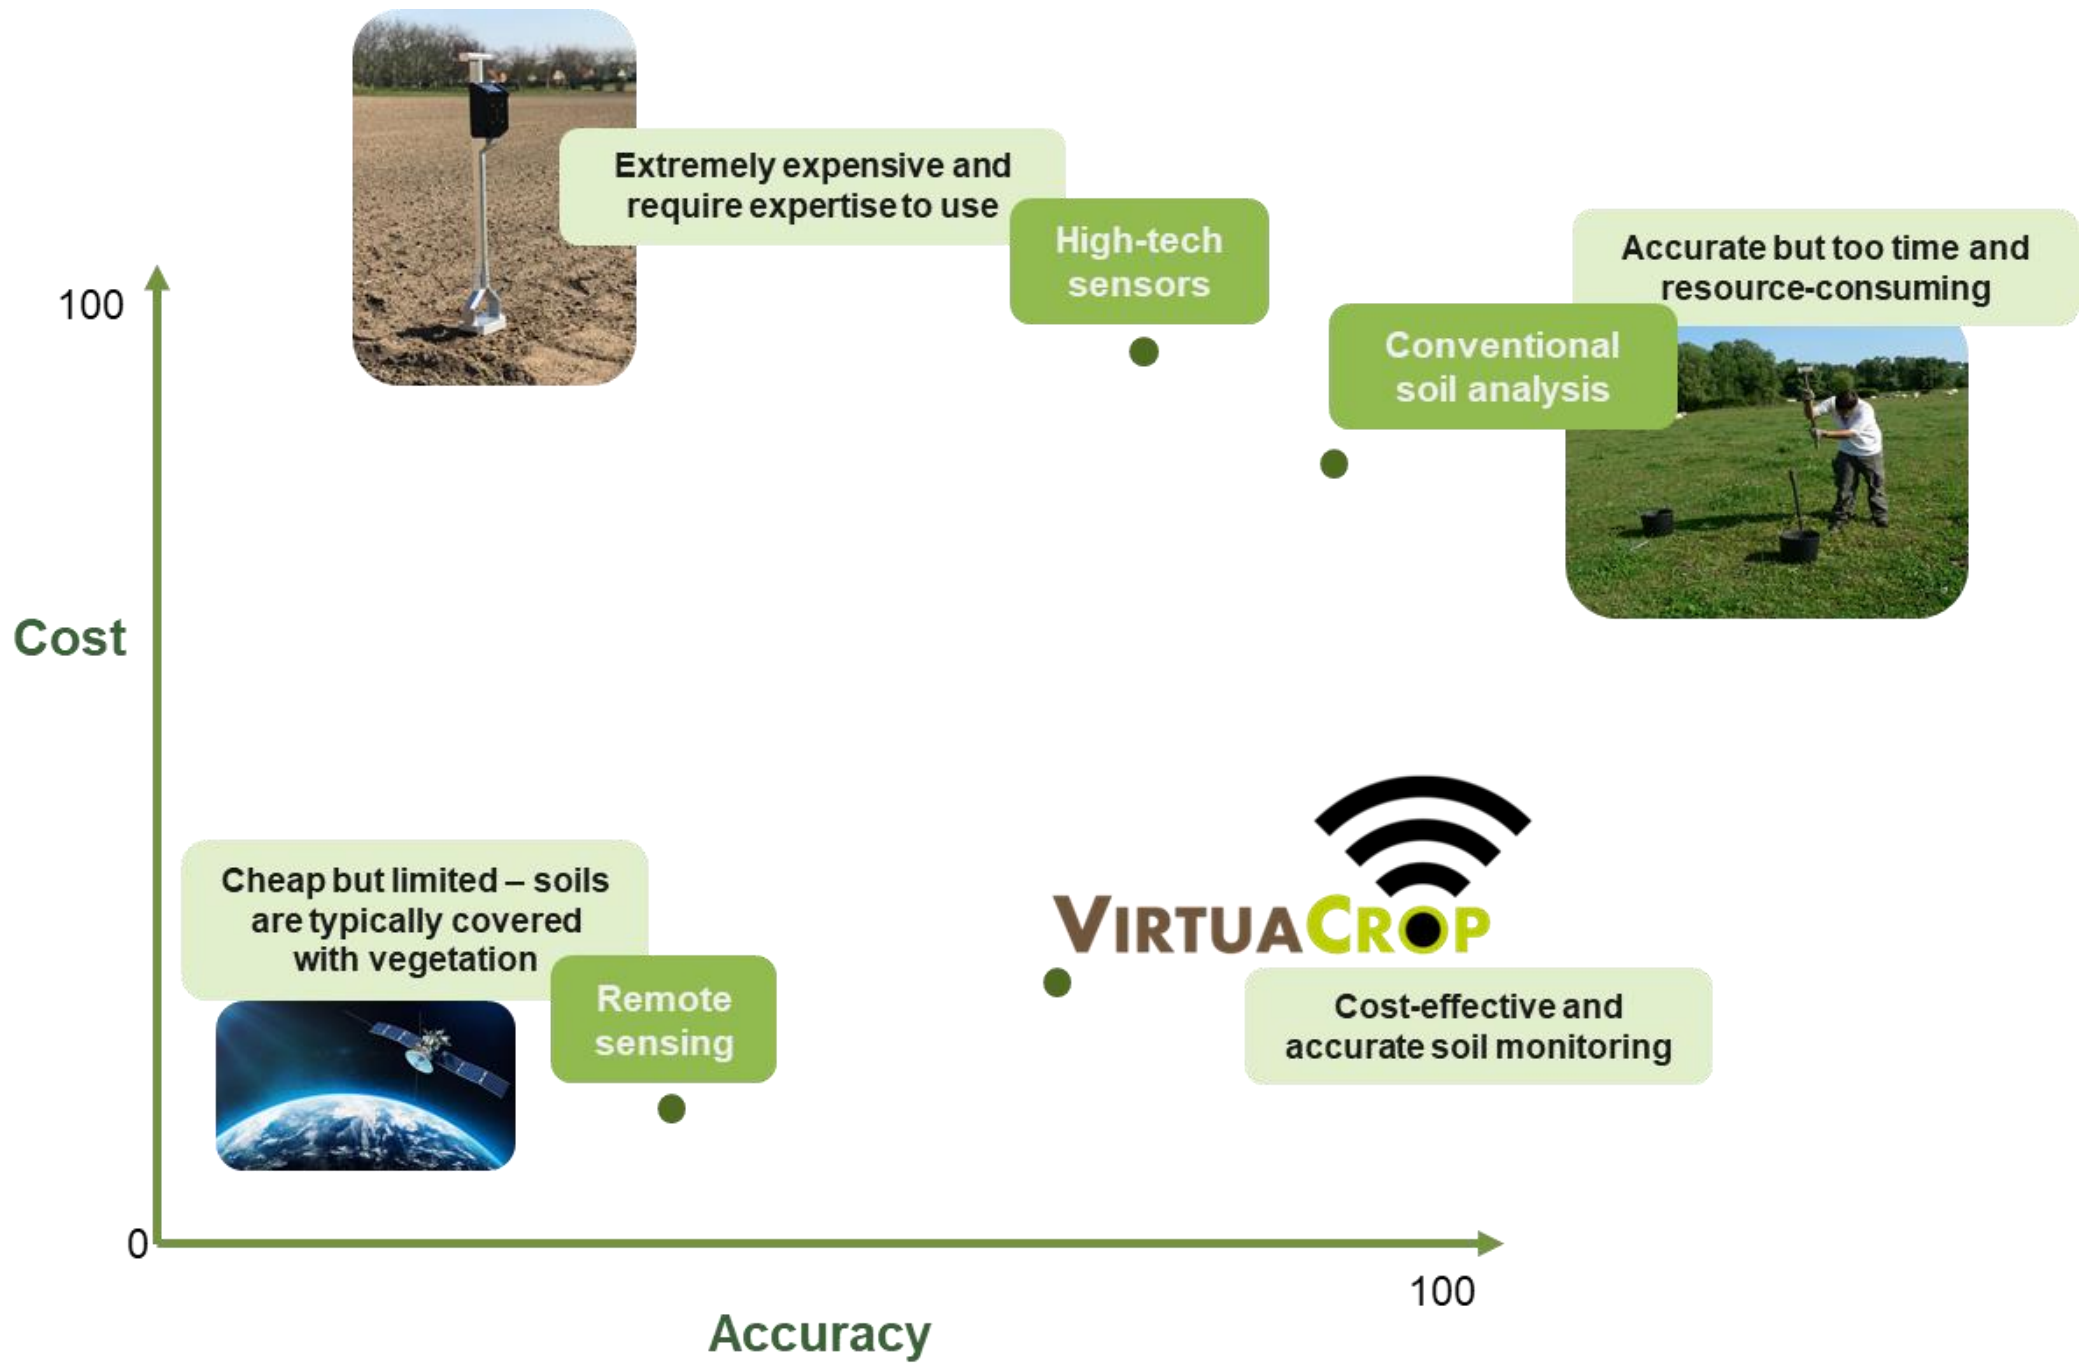 Extremely expensive and
require expertise to use
High-tech
sensors
Accurate but too time and
resource-consuming
Conventional
soil analysis
100
Cost
Cheap but limited – soils
are typically covered
with vegetation
Remote
sensing
VIRTUACROP
Cost-effective and
accurate soil monitoring
0
100
Accuracy